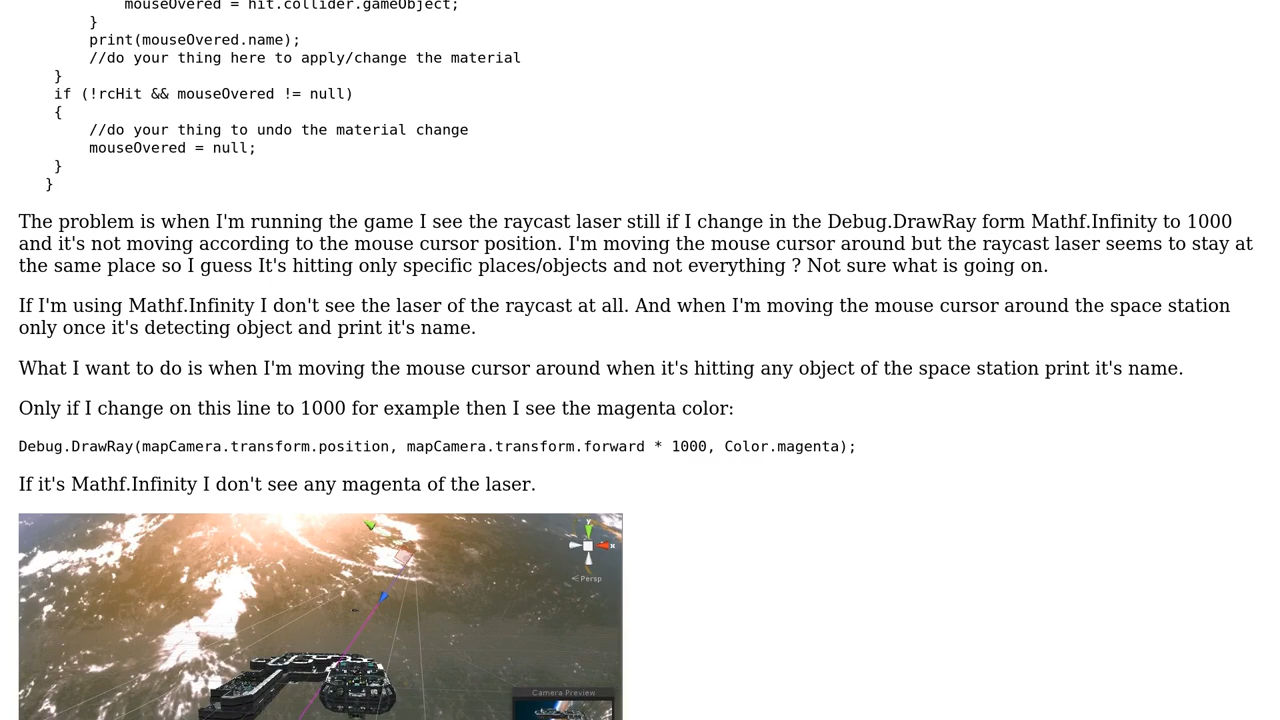 mouseOvered = hit.collider.gameObject;
}
print(mouseOvered.name);
//do your thing here to apply/change the material
}
if (!rcHit && mouseOvered != null)
{
//do your thing to undo the material change
mouseOvered = null;
}
}
The problem is when I'm running the game I see the raycast laser still if I change in the Debug.DrawRay form Mathf.Infinity to 1000
and it's not moving according to the mouse cursor position. I'm moving the mouse cursor around but the raycast laser seems to stay at
the same place so I guess It's hitting only specific places/objects and not everything ? Not sure what is going on.
If I'm using Mathf.Infinity I don't see the laser of the raycast at all. And when I'm moving the mouse cursor around the space station
only once it's detecting object and print it's name.
What I want to do is when I'm moving the mouse cursor around when it's hitting any object of the space station print it's name.
Only if I change on this line to 1000 for example then I see the magenta color:
Debug.DrawRay(mapCamera.transform.position, mapCamera.transform.forward * 1000, Color.magenta);
If it's Mathf.Infinity I don't see any magenta of the laser.
y
x
Persp
Camera Preview